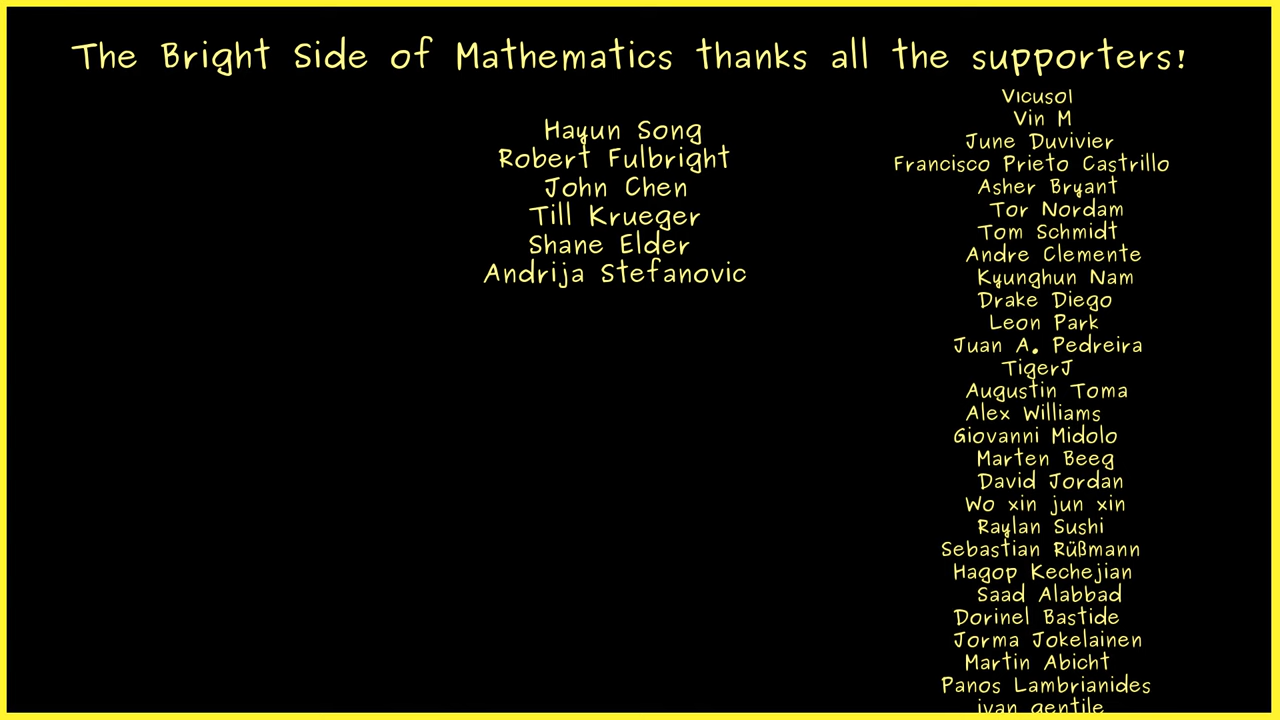 The Bright Side of Mathematics thanks all the supporters!
Hayun Song
Robert Fulbright
John Chen
Till Krueger
Shane Elder
Andrija Stefanovic
Vicusol
Vin M
June Duvivier
Francisco Prieto Castrillo
Asher Bryant
Tor Nordam
Tom Schmidt
Andre Clemente
Kyunghun Nam
Drake Diego
Leon Park
Juan A. Pedreira
TigerJ
Augustin Toma
Alex Williams
Giovanni Midolo
Marten Beeg
David Jordan
Wo xin jun xin
Raylan Sushi
Sebastian Rüßmann
Hagop Kechejian
Saad Alabbad
Dorinel Bastide
Jorma Jokelainen
Martin Abicht
Panos Lambrianides
ivan gentile